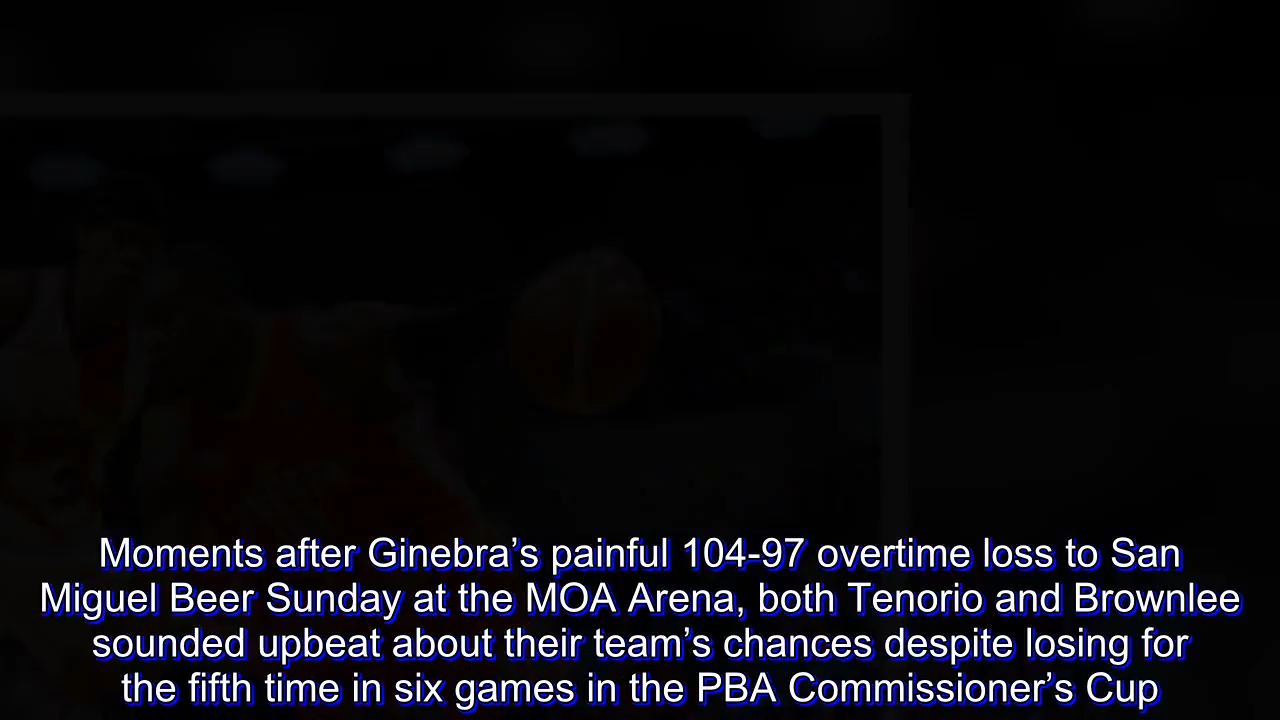 Moments after Ginebra’s painful 104-97 overtime loss to San
Miguel Beer Sunday at the MOA Arena, both Tenorio and Brownlee
sounded upbeat about their team’s chances despite losing for
the fifth time in six games in the PBA Commissioner’s Cup